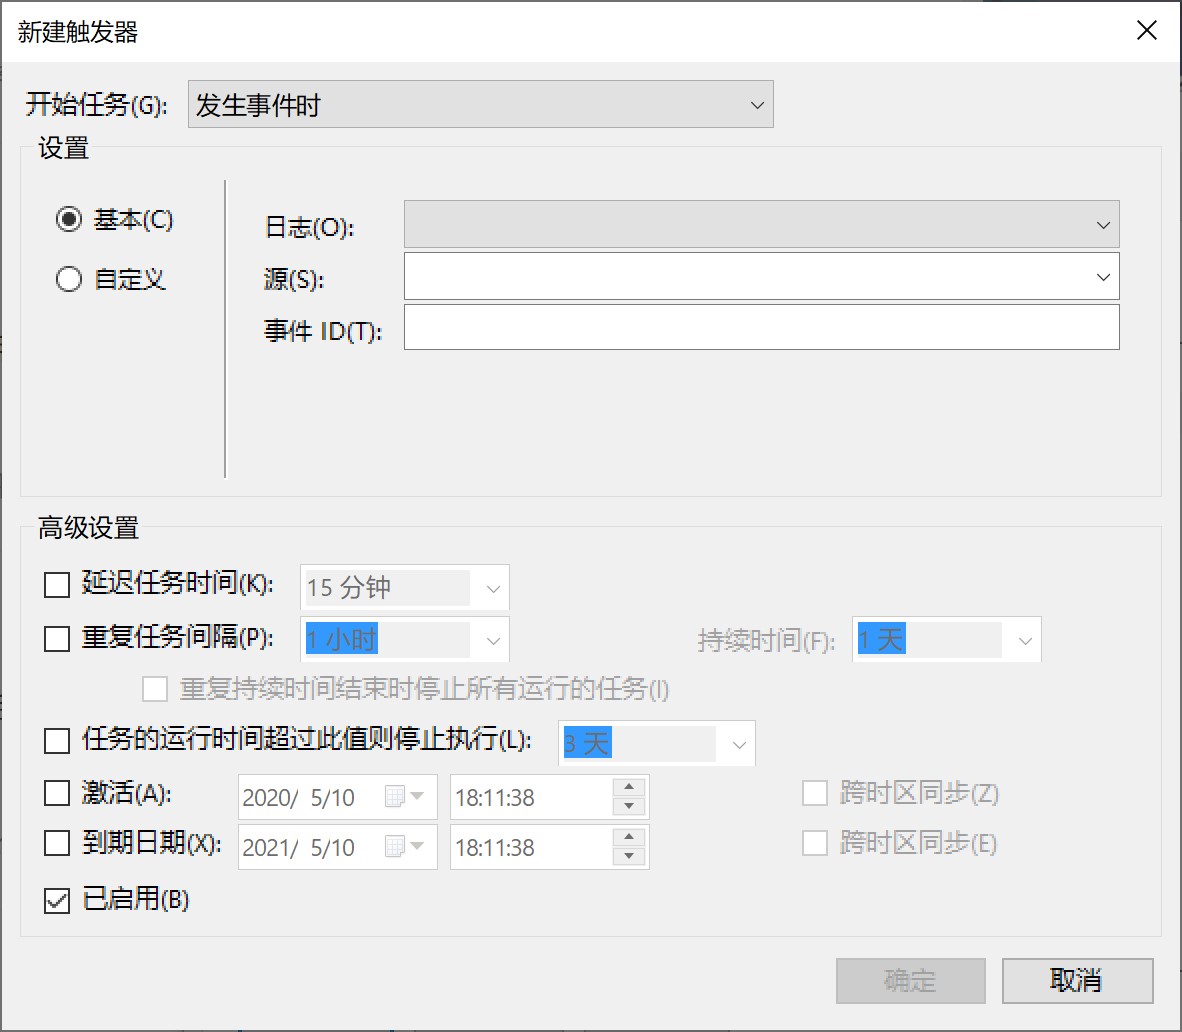 新建触发器
开始任务(G): 发生事件时
设置
基本(C)
自定义
日志(O):
源(S):
事件 ID(T):
高级设置
延迟任务时间(K): 15 分钟
重复任务间隔(P): 1 小时 持续时间(F): 1 天
重复持续时间结束时停止所有运行的任务(I)
任务的运行时间超过此值则停止执行(L): 3 天
激活(A): 2020/ 5/10 18:11:38 跨时区同步(Z)
到期日期(X): 2021/ 5/10 18:11:38 跨时区同步(E)
已启用(B)
确定 取消